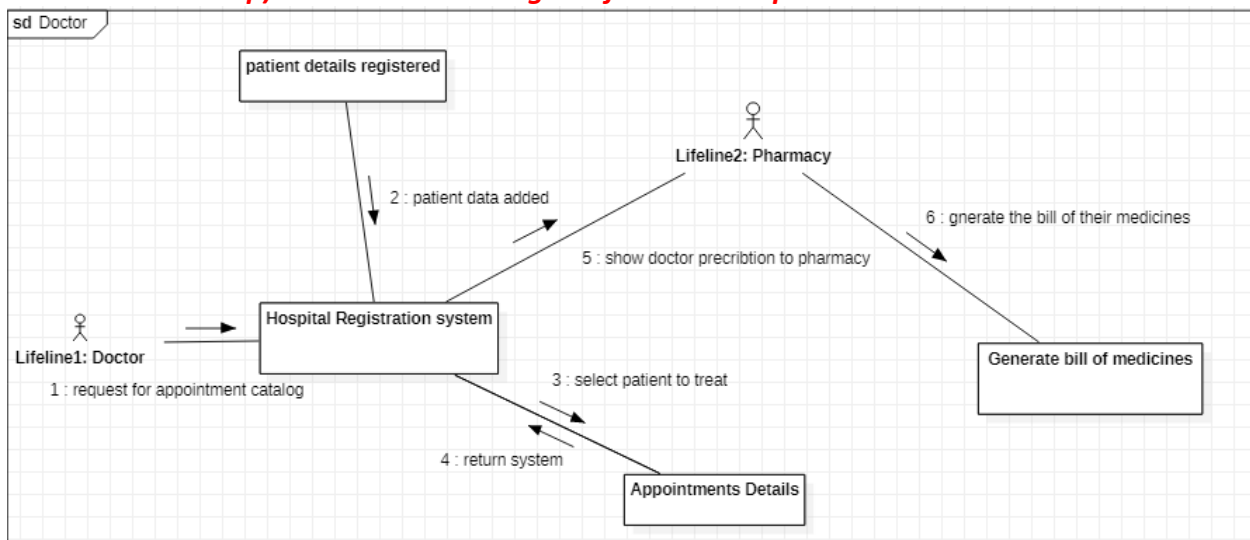 sd Doctor
patient details registered
Lifeline2: Pharmacy
2 : patient data added
6 : gnerate the bill of their medicines
5 : show doctor precribtion to pharmacy
Hospital Registration system
Lifeline1: Doctor
Generate bill of medicines
1 : request for appointment catalog
3 : select patient to treat
4 : return system
Appointments Details